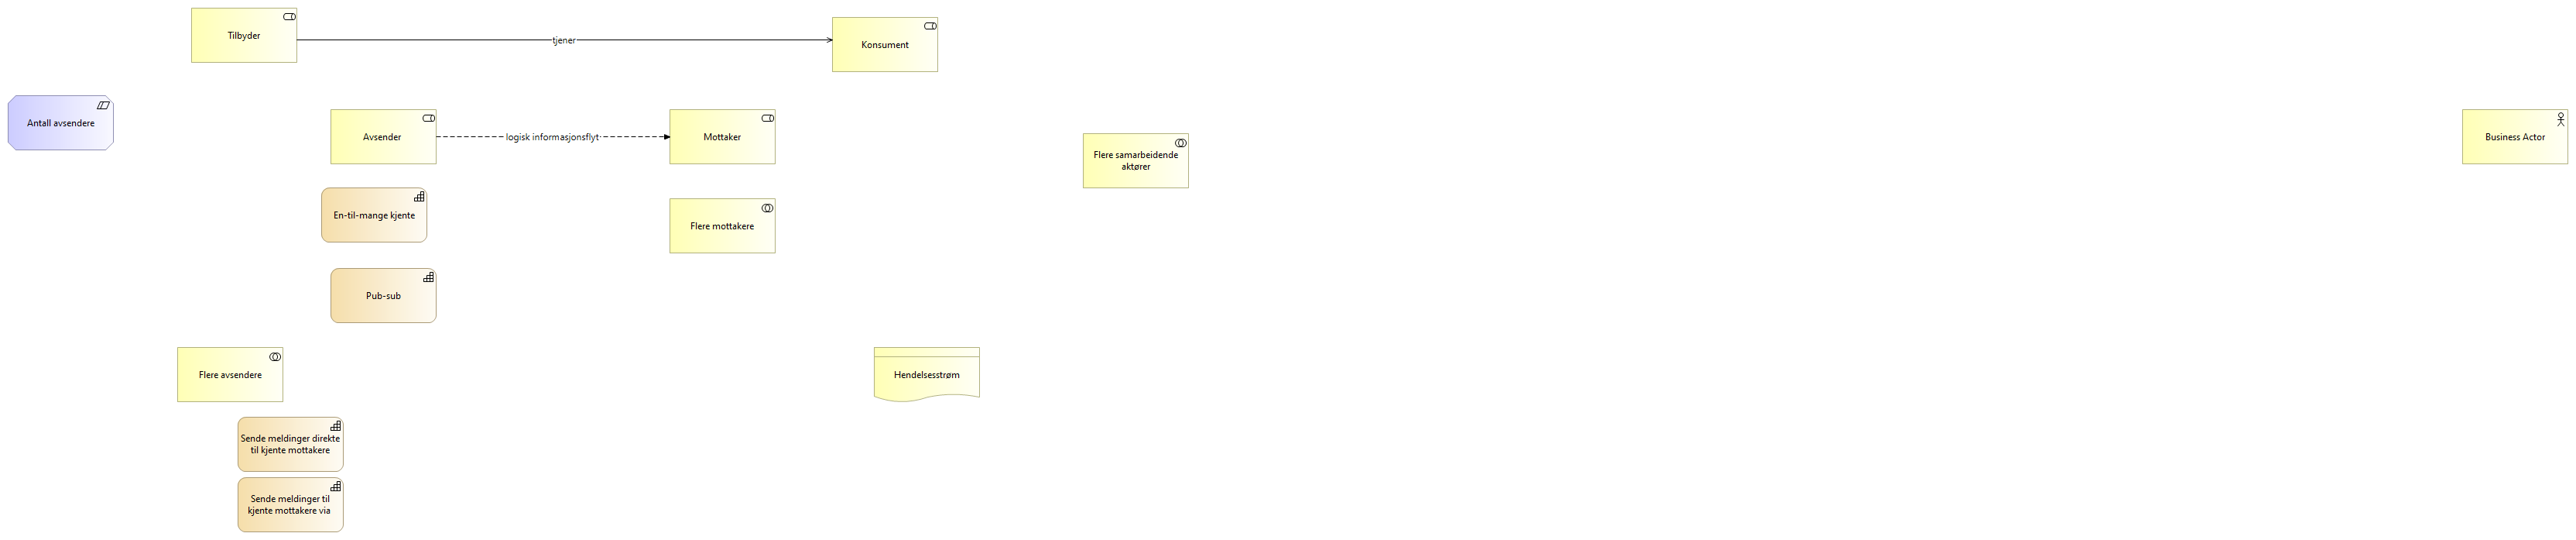 Tilbyder
tjener
Konsument
Antall avsendere
Avsender
logisk informasjonsflyt
Mottaker
Flere samarbeidende
aktører
Business Actor
En-til-mange kjente
Flere mottakere
Pub-sub
Flere avsendere
Hendelsesstrøm
Sende meldinger direkte
til kjente mottakere
Sende meldinger til
kjente mottakere via